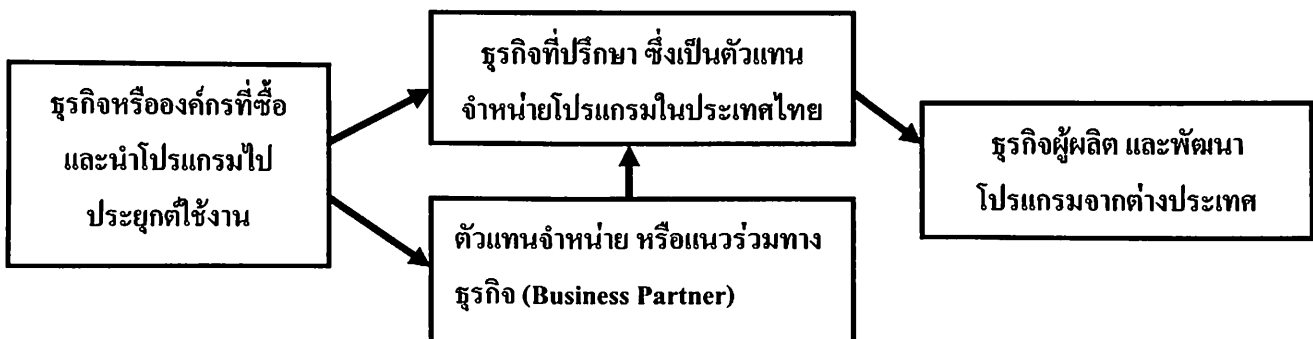 ธุรกิจหรือองค์กรที่ซื้อ
และนำโปรแกรมไป
ประยุกต์ใช้งาน
ธุรกิจที่ปรึกษา ซึ่งเป็นตัวแทน
จำหน่ายโปรแกรมในประเทศไทย
ตัวแทนจำหน่าย หรือแนวร่วมทาง
ธุรกิจ (Business Partner)
ธุรกิจผู้ผลิต และพัฒนา
โปรแกรมจากต่างประเทศ